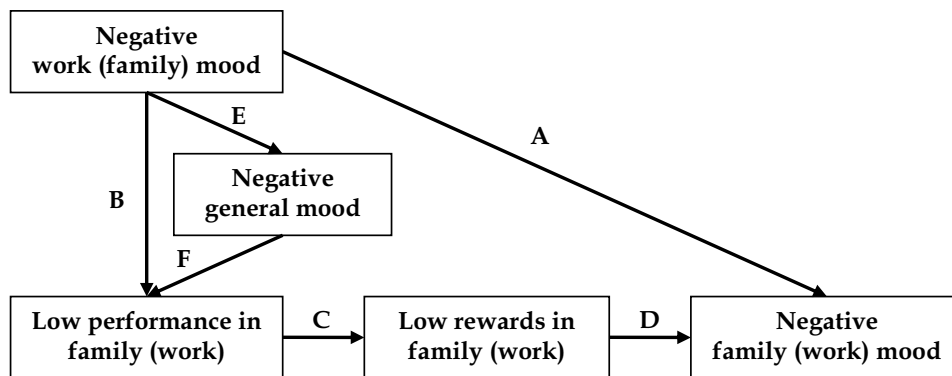 Negative
work (family) mood
E
A
B
Negative
general mood
F
Low performance in
family (work)
C
Low rewards in
family (work)
D
Negative
family (work) mood